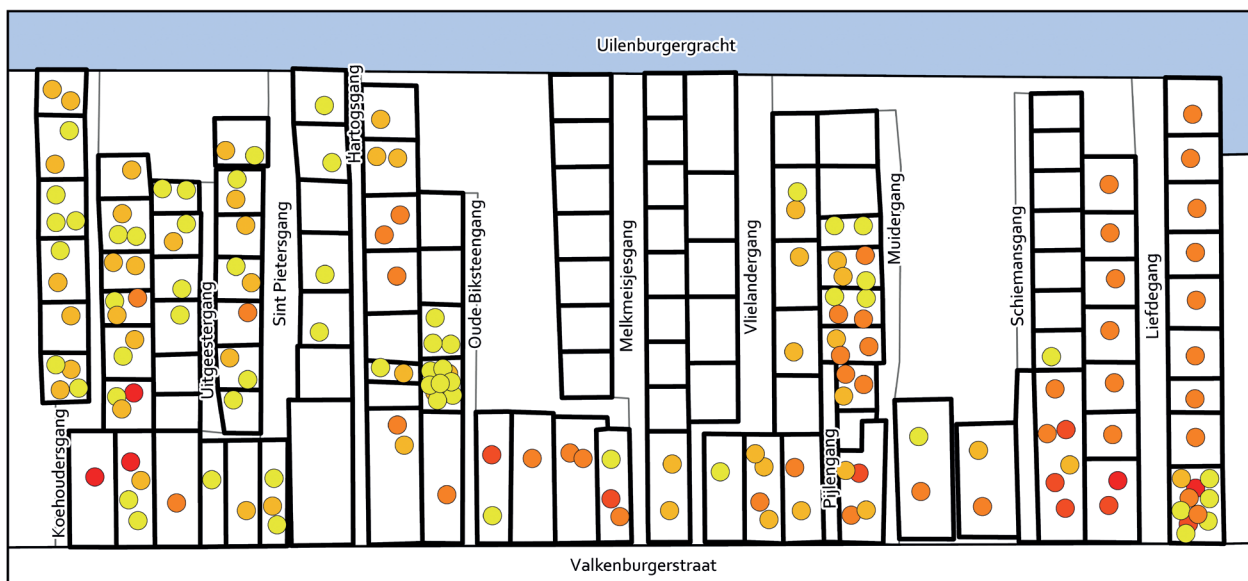 Uilenburgergracht
Koehoudersgang
Uitgeestergang
Sint Pietersgang
Hartogsgang
Oude-Biksteengang
Melkmeisjesgang
Vlielandergang
Pijlengang
Muidergang
Schiemansgang
Liefdegang
Valkenburgerstraat